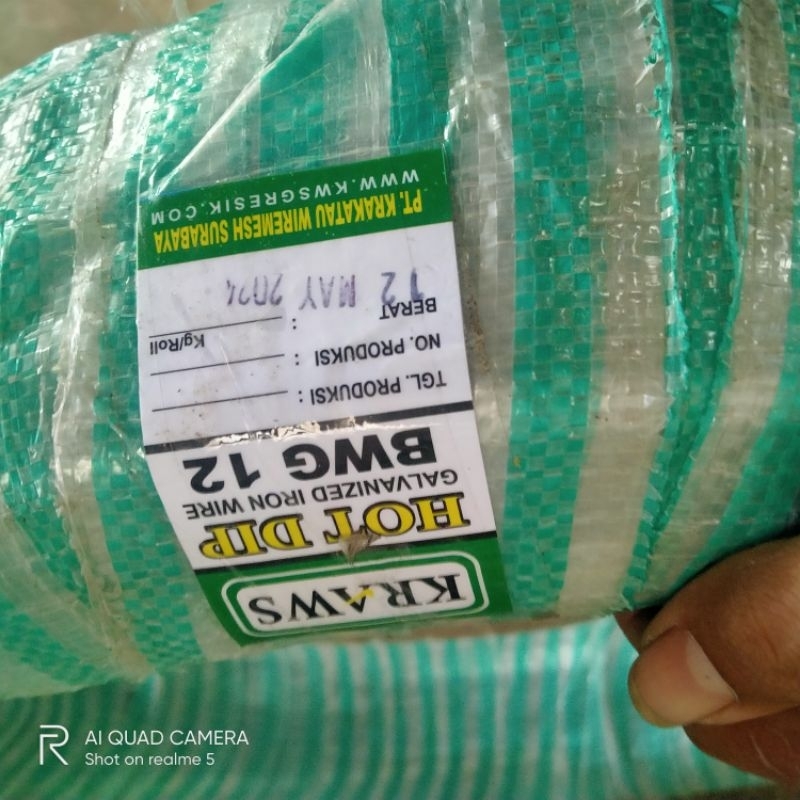 KRAWS
HOT DIP
GALVANIZED IRON WIRE
BWG 12
TGL. PRODUKSI :
NO. PRODUKSI :
BERAT : Kg/Roll
12 MAY 2024
PT. KRAKATAU WIREMESH SURABAYA
WWW.KWSGRESIK.COM
R AI QUAD CAMERA
Shot on realme 5